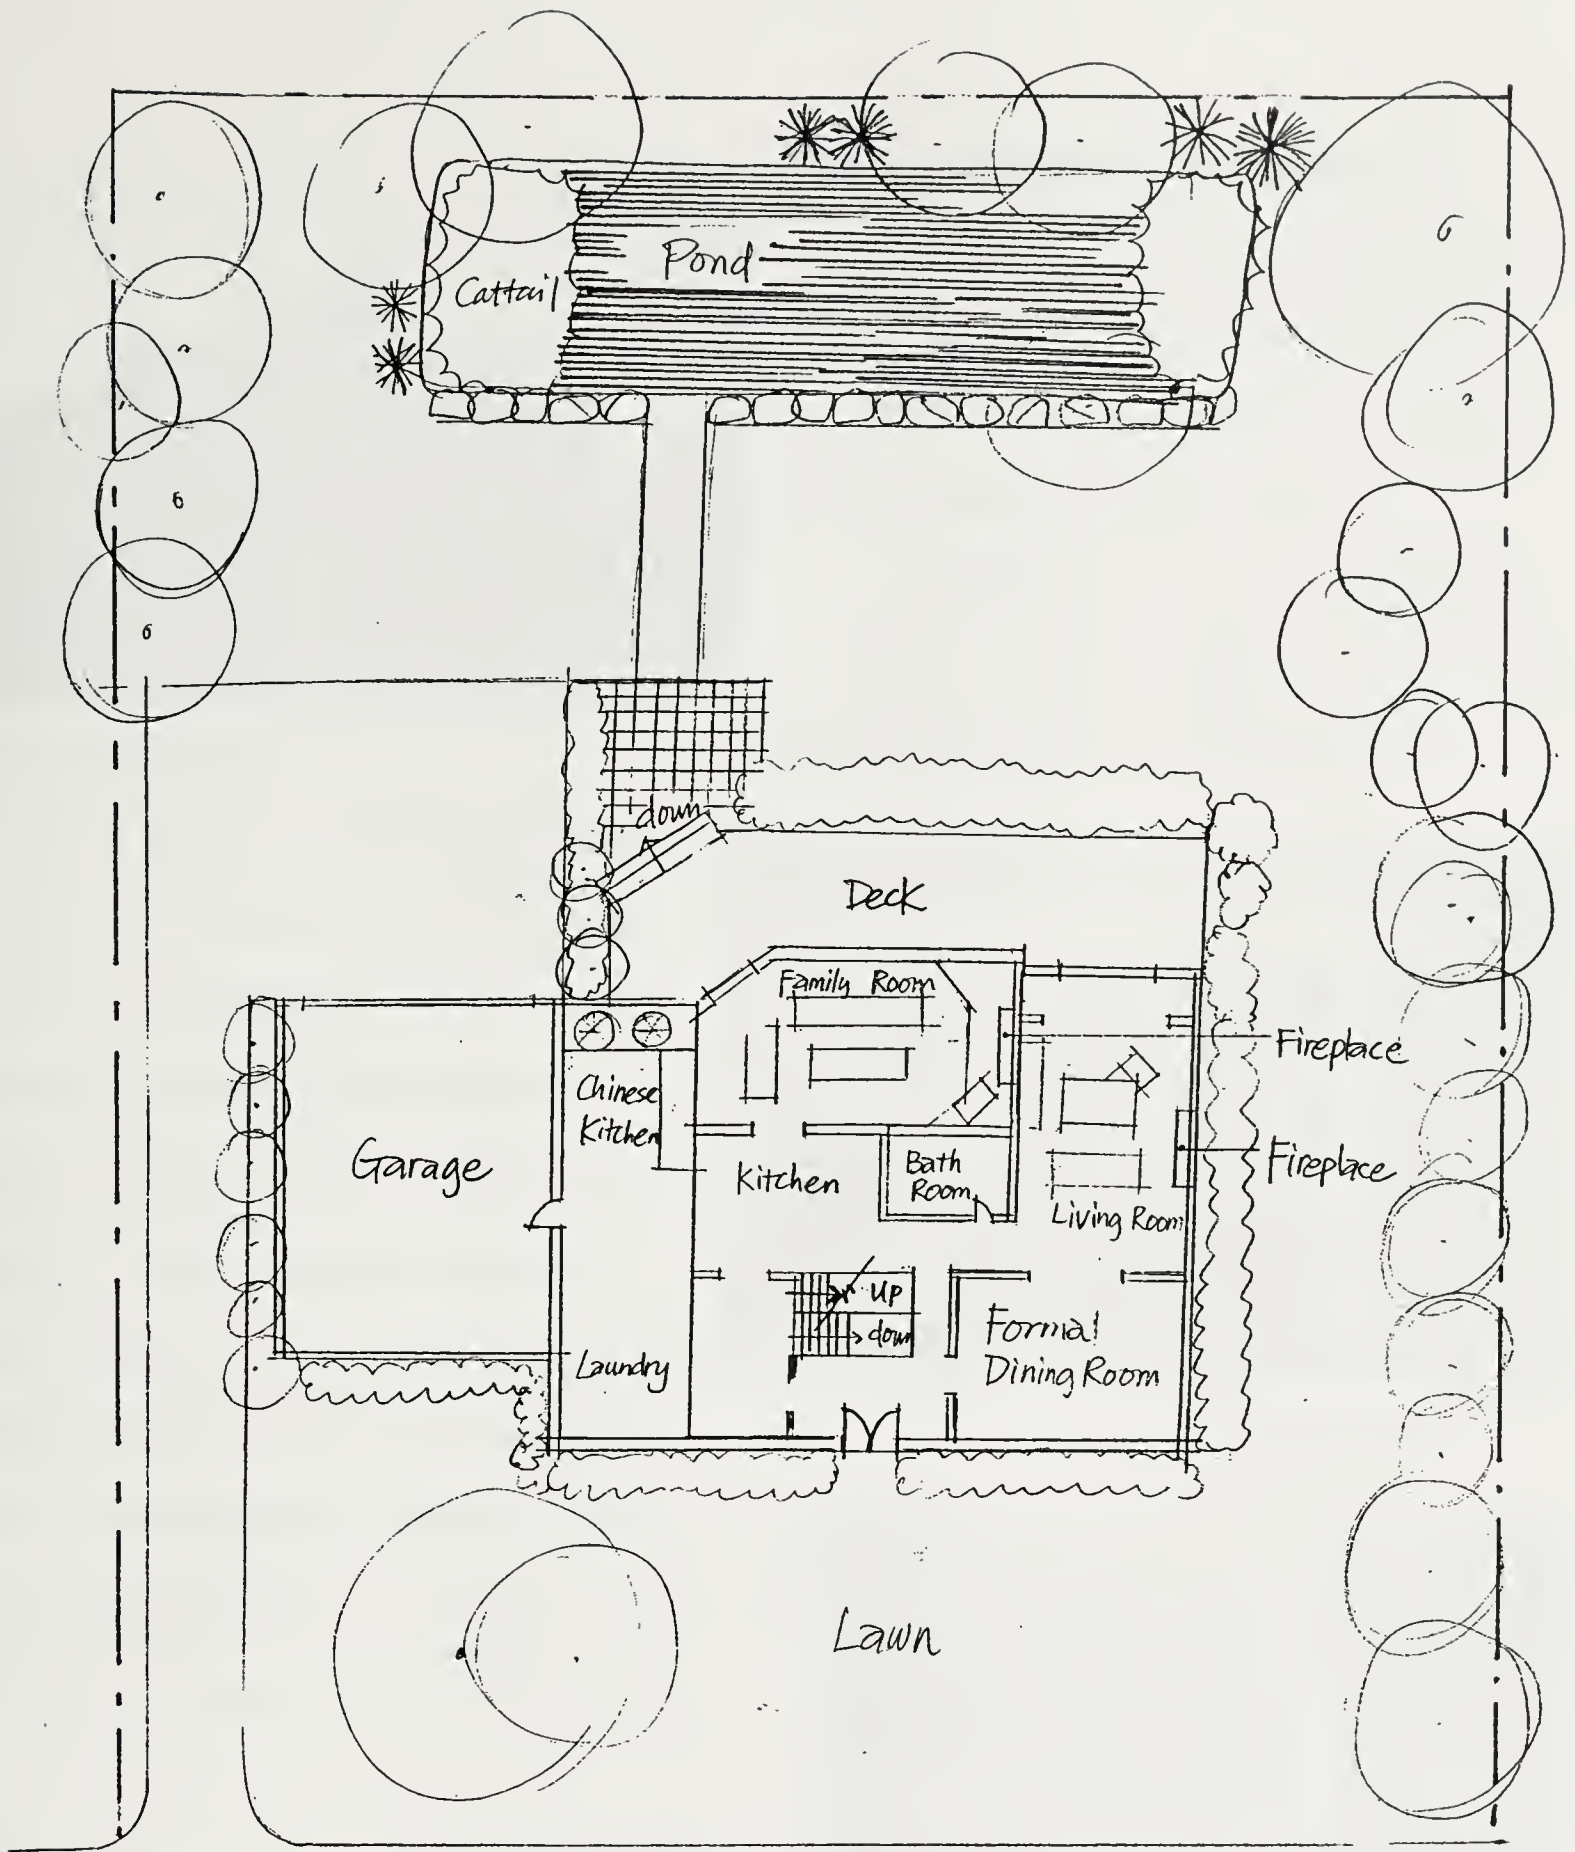 Pond
Cattail
down
Deck
Family Room
Fireplace
Chinese
Kitchen
Garage
Kitchen
Bath
Room
Fireplace
Living Room
up
down
Formal
Dining Room
Laundry
Lawn